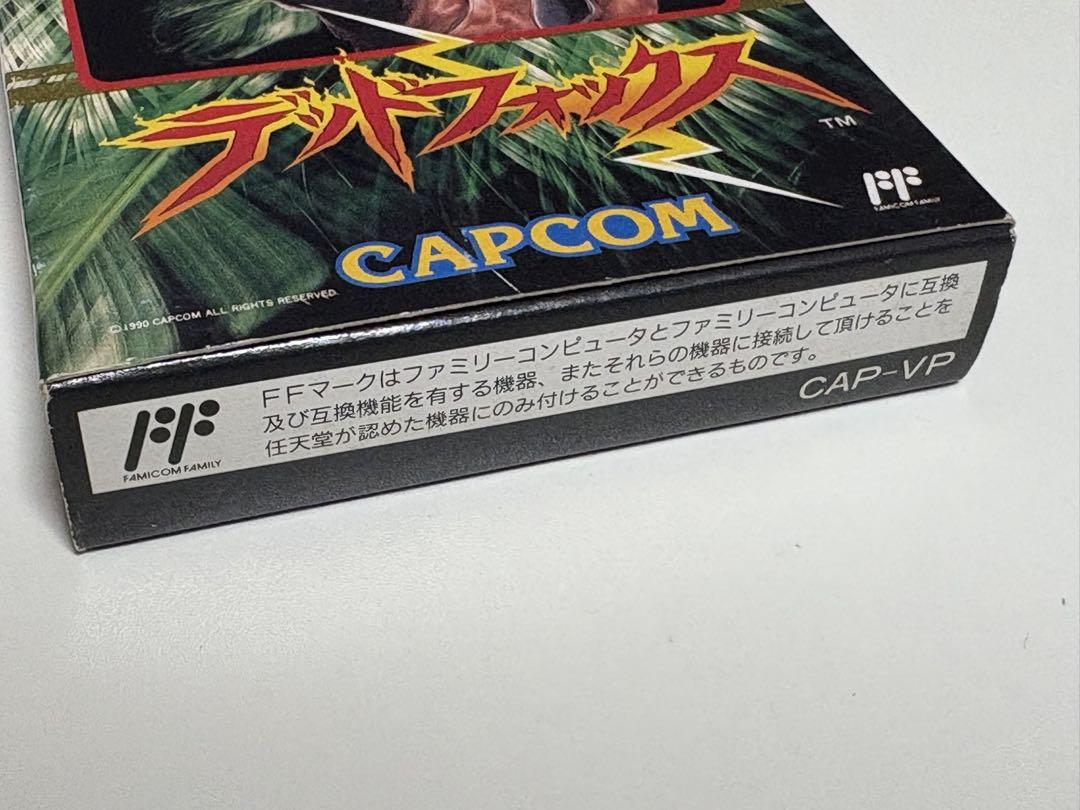 デッドフォックス
TM
FF
FAMICOM FAMILY
CAPCOM
©1990 CAPCOM ALL RIGHTS RESERVED.
FF
FAMICOM FAMILY
FFマークはファミリーコンピュータとファミリーコンピュータに互換
及び互換機能を有する機器、またそれらの機器に接続して頂けることを
任天堂が認めた機器にのみ付けることができるものです。
CAP-VP